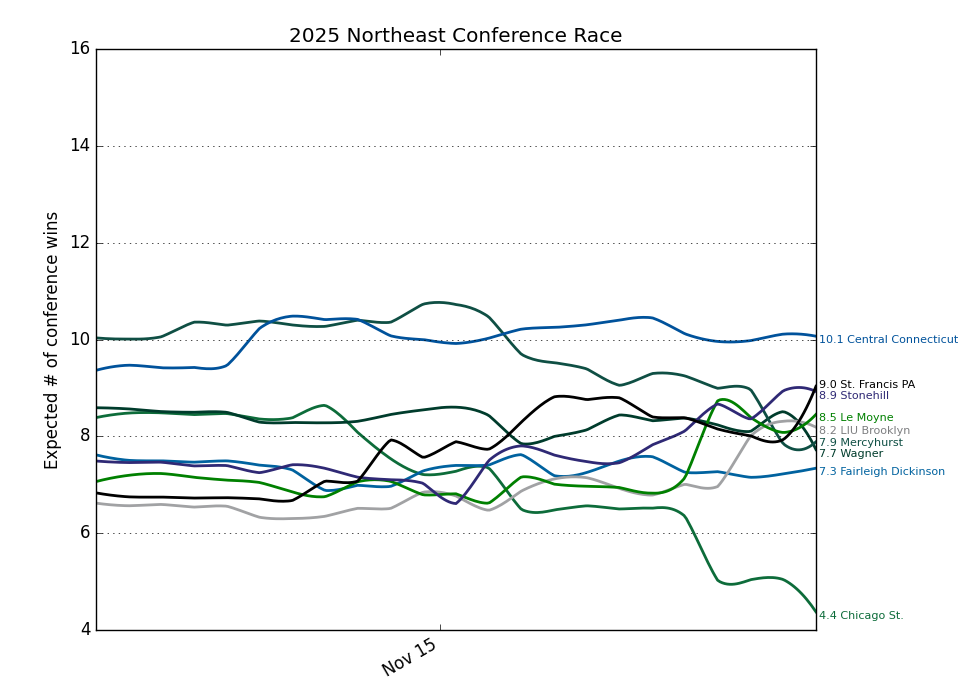 2025 Northeast Conference Race
Expected # of conference wins
16
14
12
10
8
6
4
Nov 15
10.1 Central Connecticut
9.0 St. Francis PA
8.9 Stonehill
8.5 Le Moyne
8.2 LIU Brooklyn
7.9 Mercyhurst
7.7 Wagner
7.3 Fairleigh Dickinson
4.4 Chicago St.